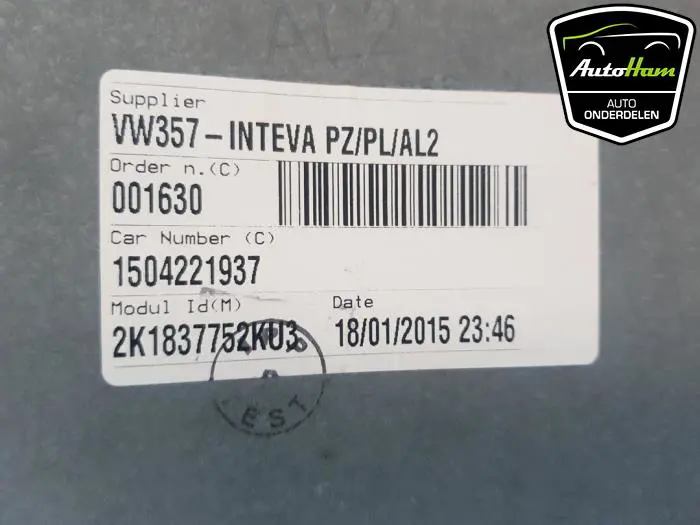 AL2
AutoHam
AUTO
ONDERDELEN
Supplier
VW357-INTEVA PZ/PL/AL2
Order n.(C)
001630
Car Number (C)
1504221937
Modul Id(M) Date
2K1837752KU3 18/01/2015 23:46
EST